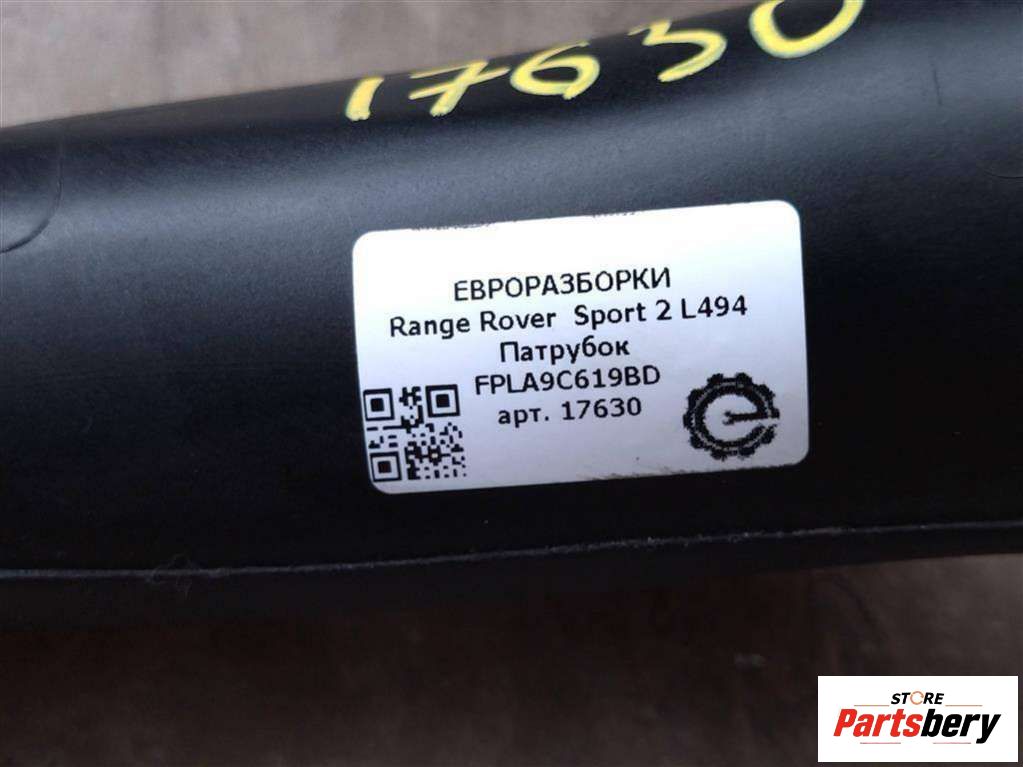 17630
ЕВРОРАЗБОРКИ
Range Rover Sport 2 L494
Патрубок
FPLA9C619BD
арт. 17630
STORE
Partsbery